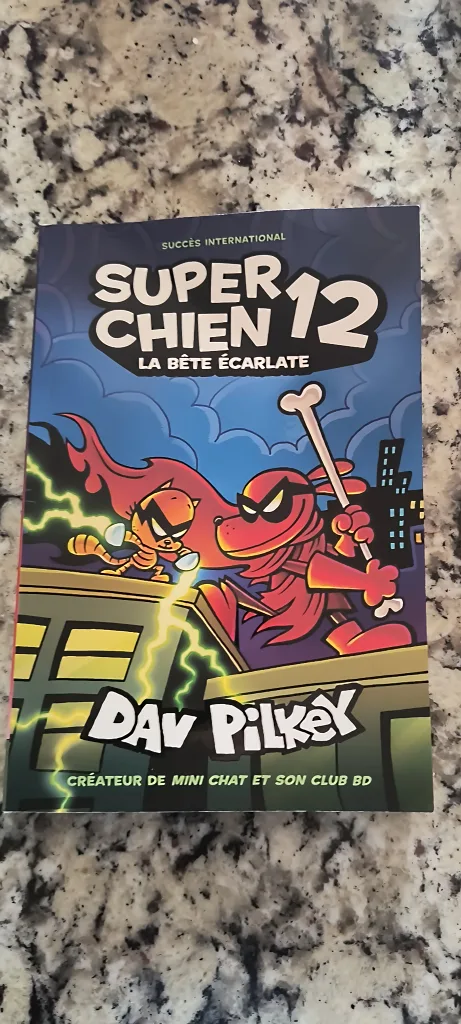 SUCCÈS INTERNATIONAL
SUPER
CHIEN 12
LA BÊTE ÉCARLATE
DAV PILKEY
CRÉATEUR DE MINI CHAT ET SON CLUB BD